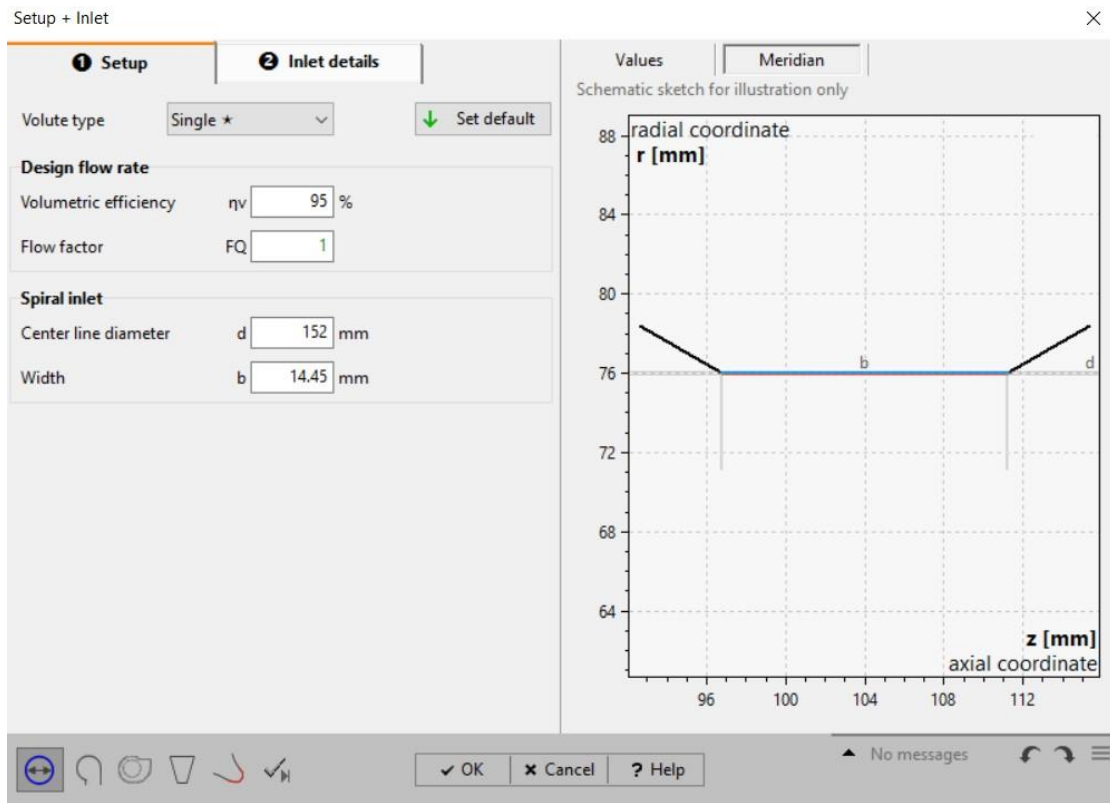 Setup + Inlet
❶ Setup
❷ Inlet details
Volute type
Single ★
Set default
Design flow rate
Volumetric efficiency ηv 95 %
Flow factor FQ 1
Spiral inlet
Center line diameter d 152 mm
Width b 14.45 mm
Values
Meridian
Schematic sketch for illustration only
radial coordinate
r [mm]
88
84
80
76
72
68
64
b
d
z [mm]
axial coordinate
96 100 104 108 112
OK
Cancel
? Help
No messages